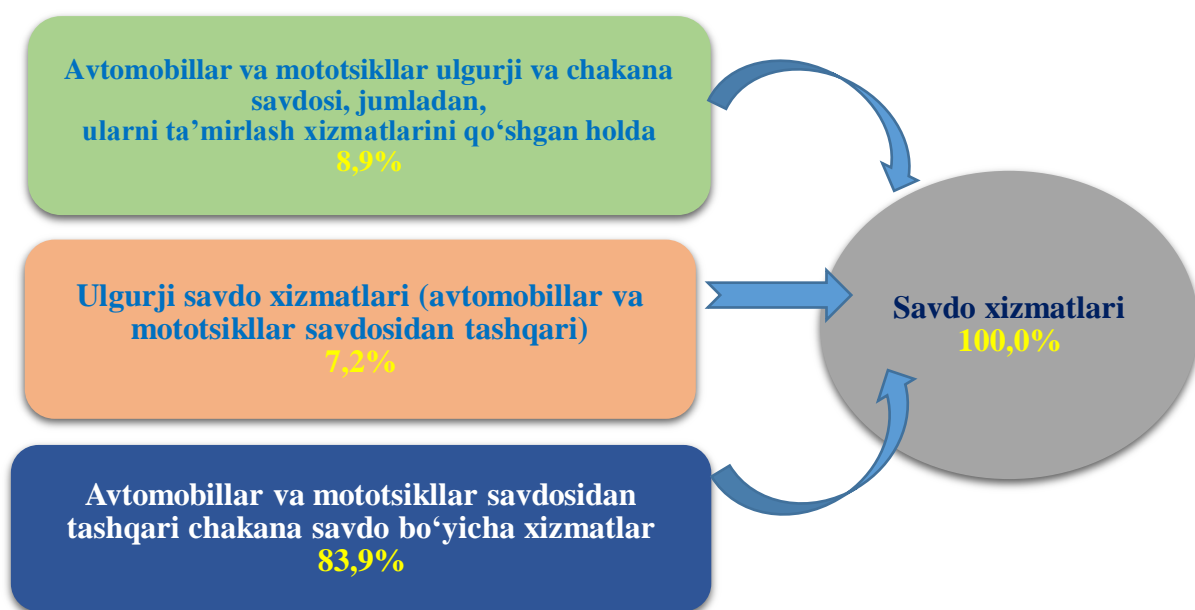 Avtomobillar va mototsikllar ulgurji va chakana
savdosi, jumladan,
ularni ta’mirlash xizmatlarini qo‘shgan holda
8,9%
Ulgurji savdo xizmatlari (avtomobillar va
mototsikllar savdosidan tashqari)
7,2%
Avtomobillar va mototsikllar savdosidan
tashqari chakana savdo bo‘yicha xizmatlar
83,9%
Savdo xizmatlari
100,0%